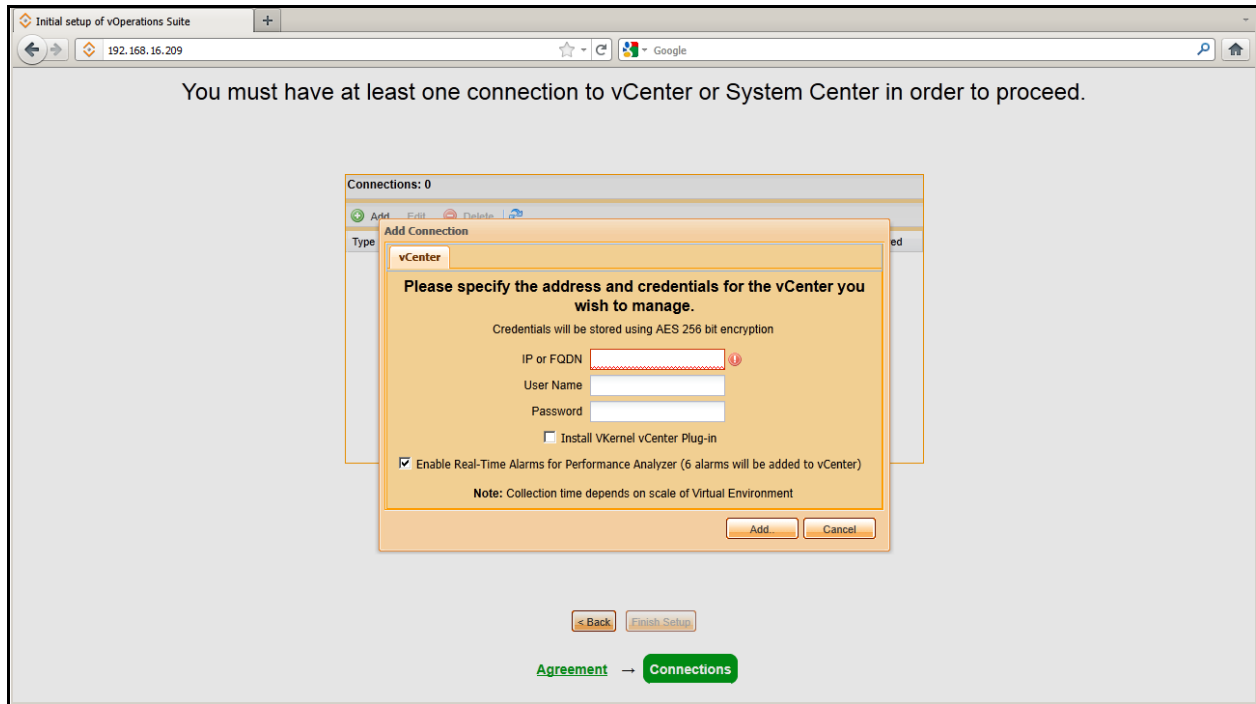 Initial setup of vOperations Suite
+
192.168.16.209
Google
You must have at least one connection to vCenter or System Center in order to proceed.
Connections: 0
Add Edit Delete
Type
ed
Add Connection
vCenter
Please specify the address and credentials for the vCenter you
wish to manage.
Credentials will be stored using AES 256 bit encryption
IP or FQDN
User Name
Password
Install VKernel vCenter Plug-in
Enable Real-Time Alarms for Performance Analyzer (6 alarms will be added to vCenter)
Note: Collection time depends on scale of Virtual Environment
Add.. Cancel
< Back Finish Setup
Agreement → Connections